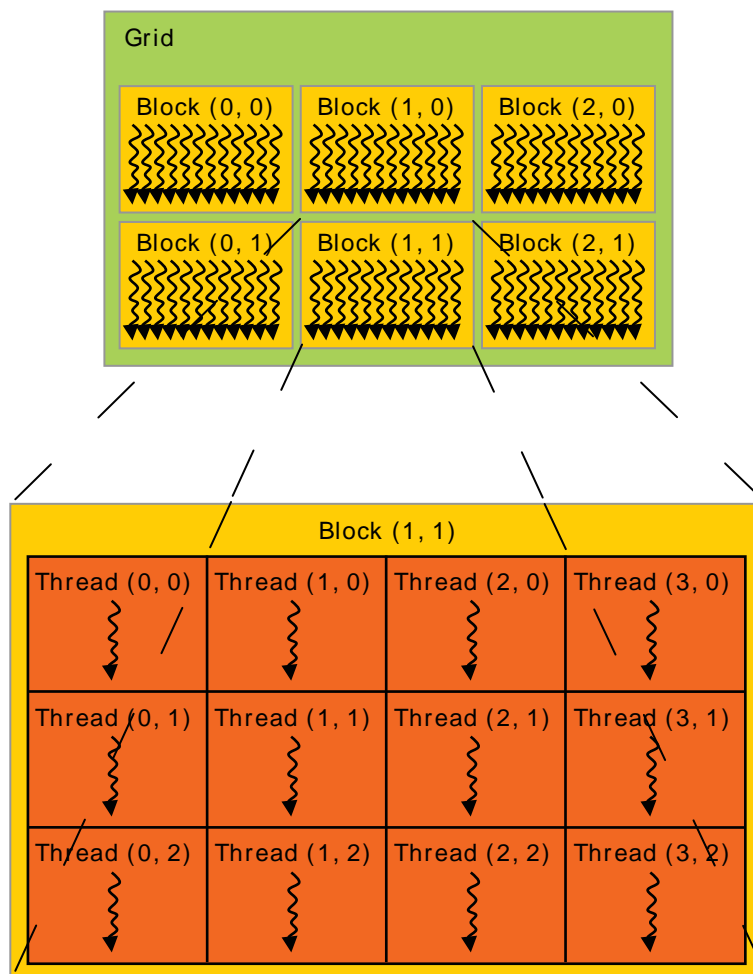 Grid
Block (0, 0) Block (1, 0) Block (2, 0)
Block (0, 1) Block (1, 1) Block (2, 1)
Block (1, 1)
Thread (0, 0) Thread (1, 0) Thread (2, 0) Thread (3, 0)
Thread (0, 1) Thread (1, 1) Thread (2, 1) Thread (3, 1)
Thread (0, 2) Thread (1, 2) Thread (2, 2) Thread (3, 2)